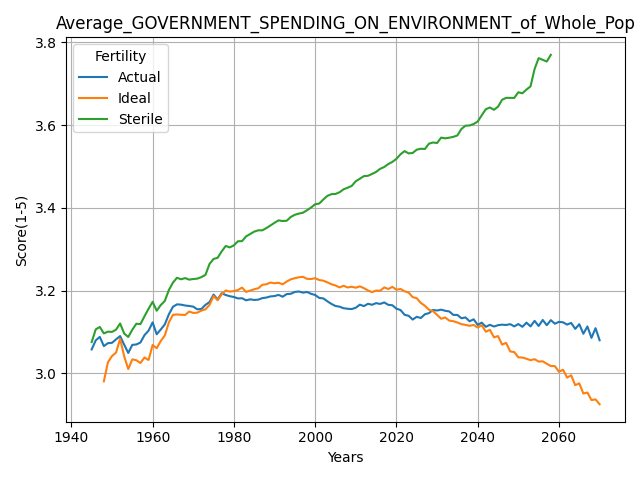 Average_GOVERNMENT_SPENDING_ON_ENVIRONMENT_of_Whole_Pop
Fertility
Actual
Ideal
Sterile
3.8
3.6
3.4
3.2
3.0
Score(1-5)
1940 1960 1980 2000 2020 2040 2060
Years